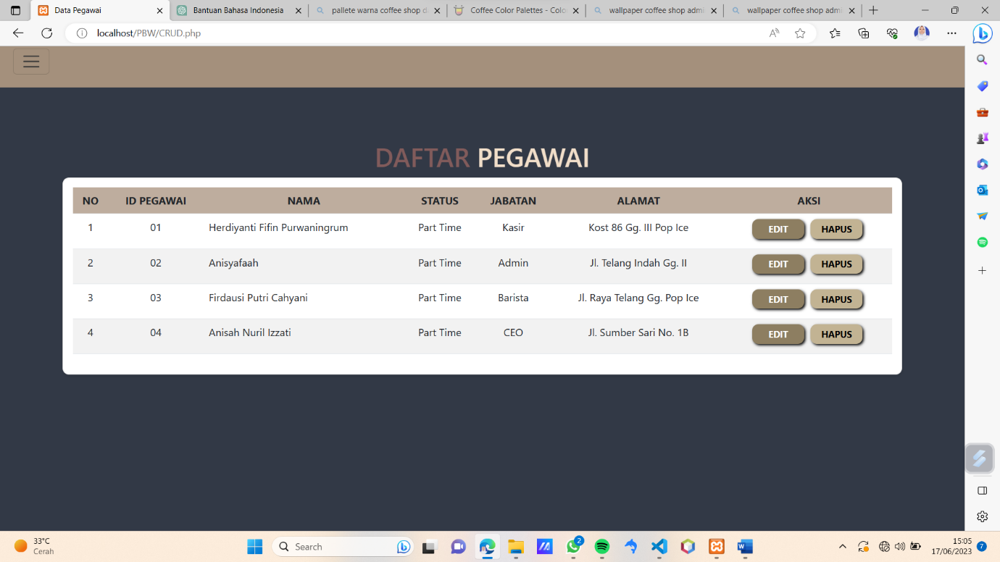 Data Pegawai
Bantuan Bahasa Indonesia
pallete warna coffee shop d
Coffee Color Palettes - Colo
wallpaper coffee shop admi
wallpaper coffee shop admi
localhost/PBW/CRUD.php
DAFTAR PEGAWAI
NO ID PEGAWAI NAMA STATUS JABATAN ALAMAT AKSI
1 01 Herdiyanti Fifin Purwaningrum Part Time Kasir Kost 86 Gg. III Pop Ice EDIT HAPUS
2 02 Anisyafaah Part Time Admin Jl. Telang Indah Gg. II EDIT HAPUS
3 03 Firdausi Putri Cahyani Part Time Barista Jl. Raya Telang Gg. Pop Ice EDIT HAPUS
4 04 Anisah Nuril Izzati Part Time CEO Jl. Sumber Sari No. 1B EDIT HAPUS
33°C
Cerah
Search
2
15:05
17/06/2023
7